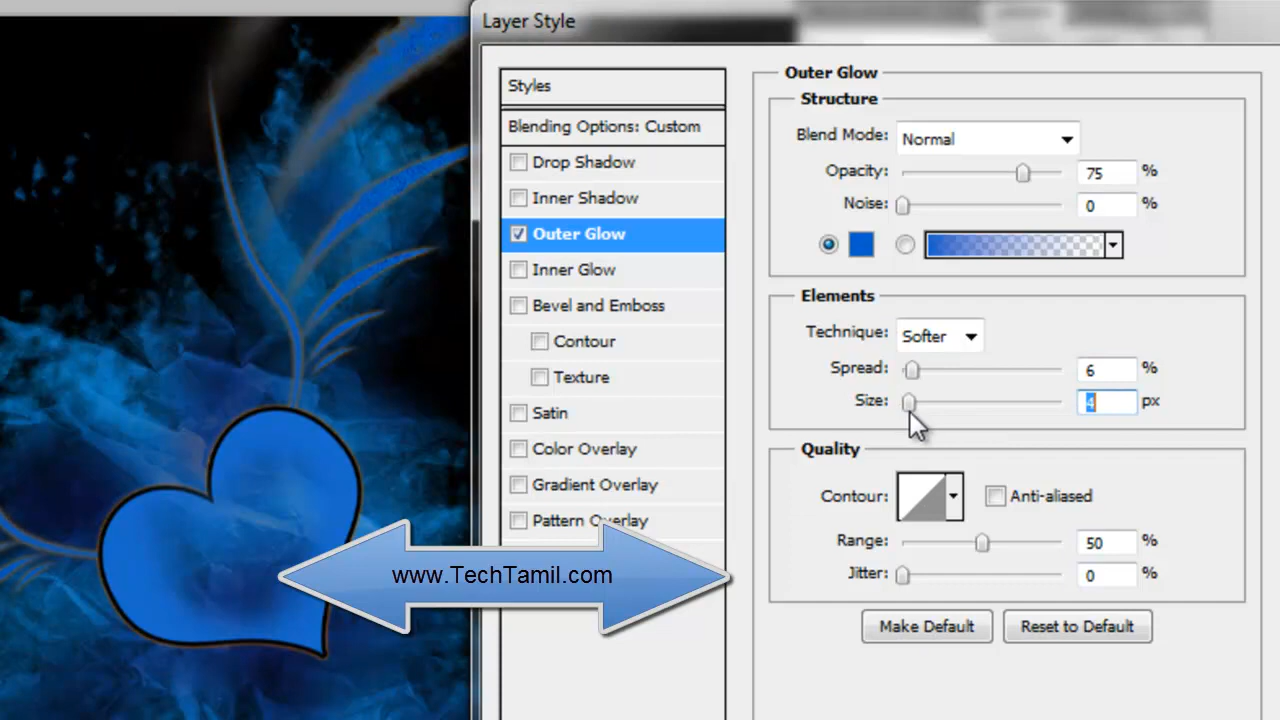 Layer Style
Styles
Blending Options: Custom
Drop Shadow
Inner Shadow
Outer Glow
Inner Glow
Bevel and Emboss
Contour
Texture
Satin
Color Overlay
Gradient Overlay
Pattern Overlay
Outer Glow
Structure
Blend Mode: Normal
Opacity: 75 %
Noise: 0 %
Elements
Technique: Softer
Spread: 6 %
Size: 4 px
Quality
Contour: Anti-aliased
Range: 50 %
Jitter: 0 %
Make Default Reset to Default
www.TechTamil.com